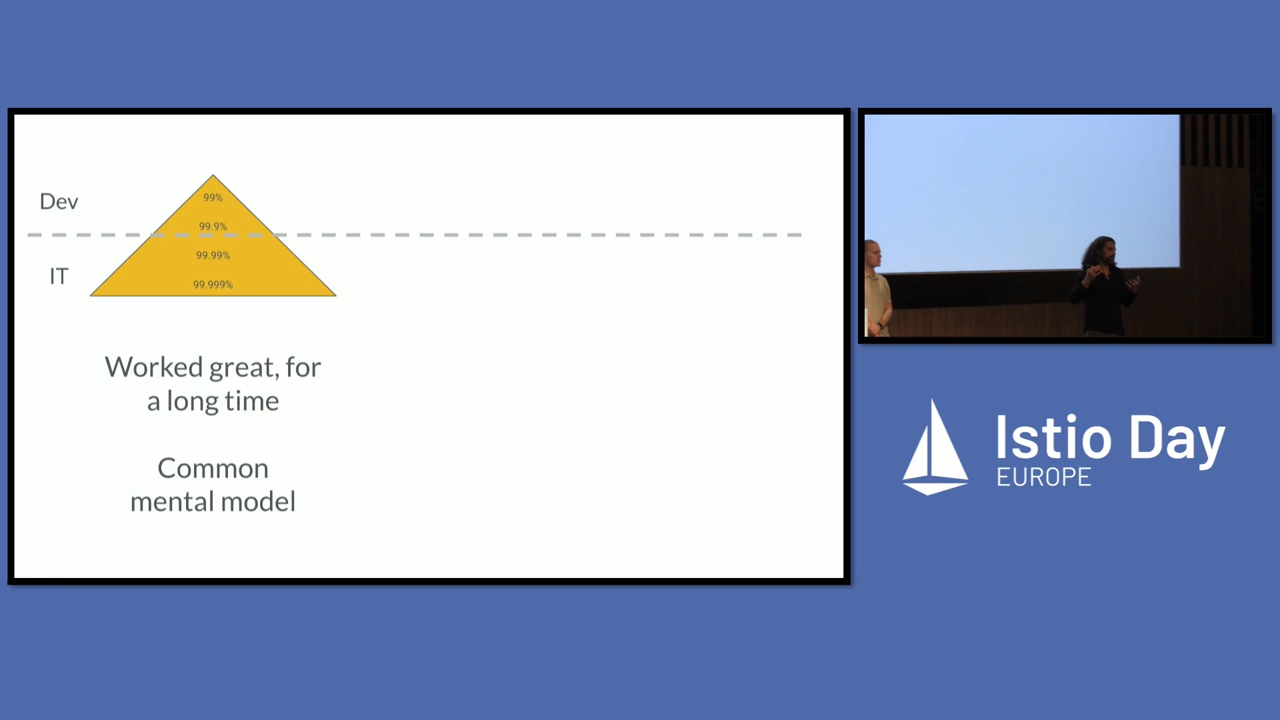 Dev
99%
99.9%
IT
99.99%
99.999%
Worked great, for
a long time
Common
mental model
Istio Day
EUROPE